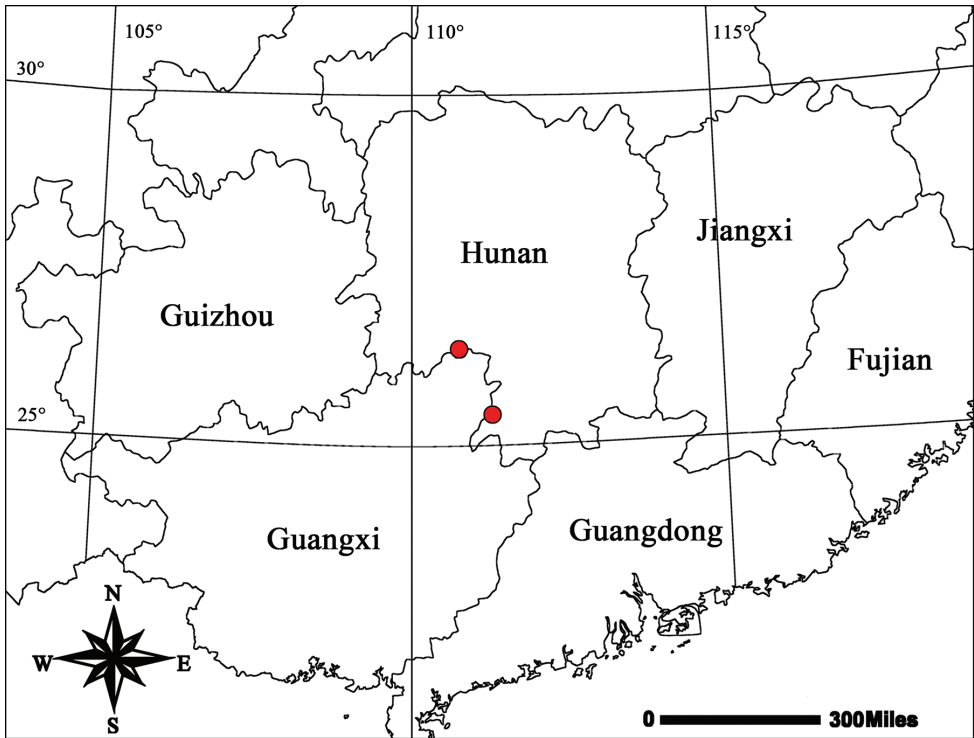 105°
110°
115°
30°
Jiangxi
Hunan
Guizhou
Fujian
25°
Guangxi
Guangdong
N
W E
S
0 300Miles